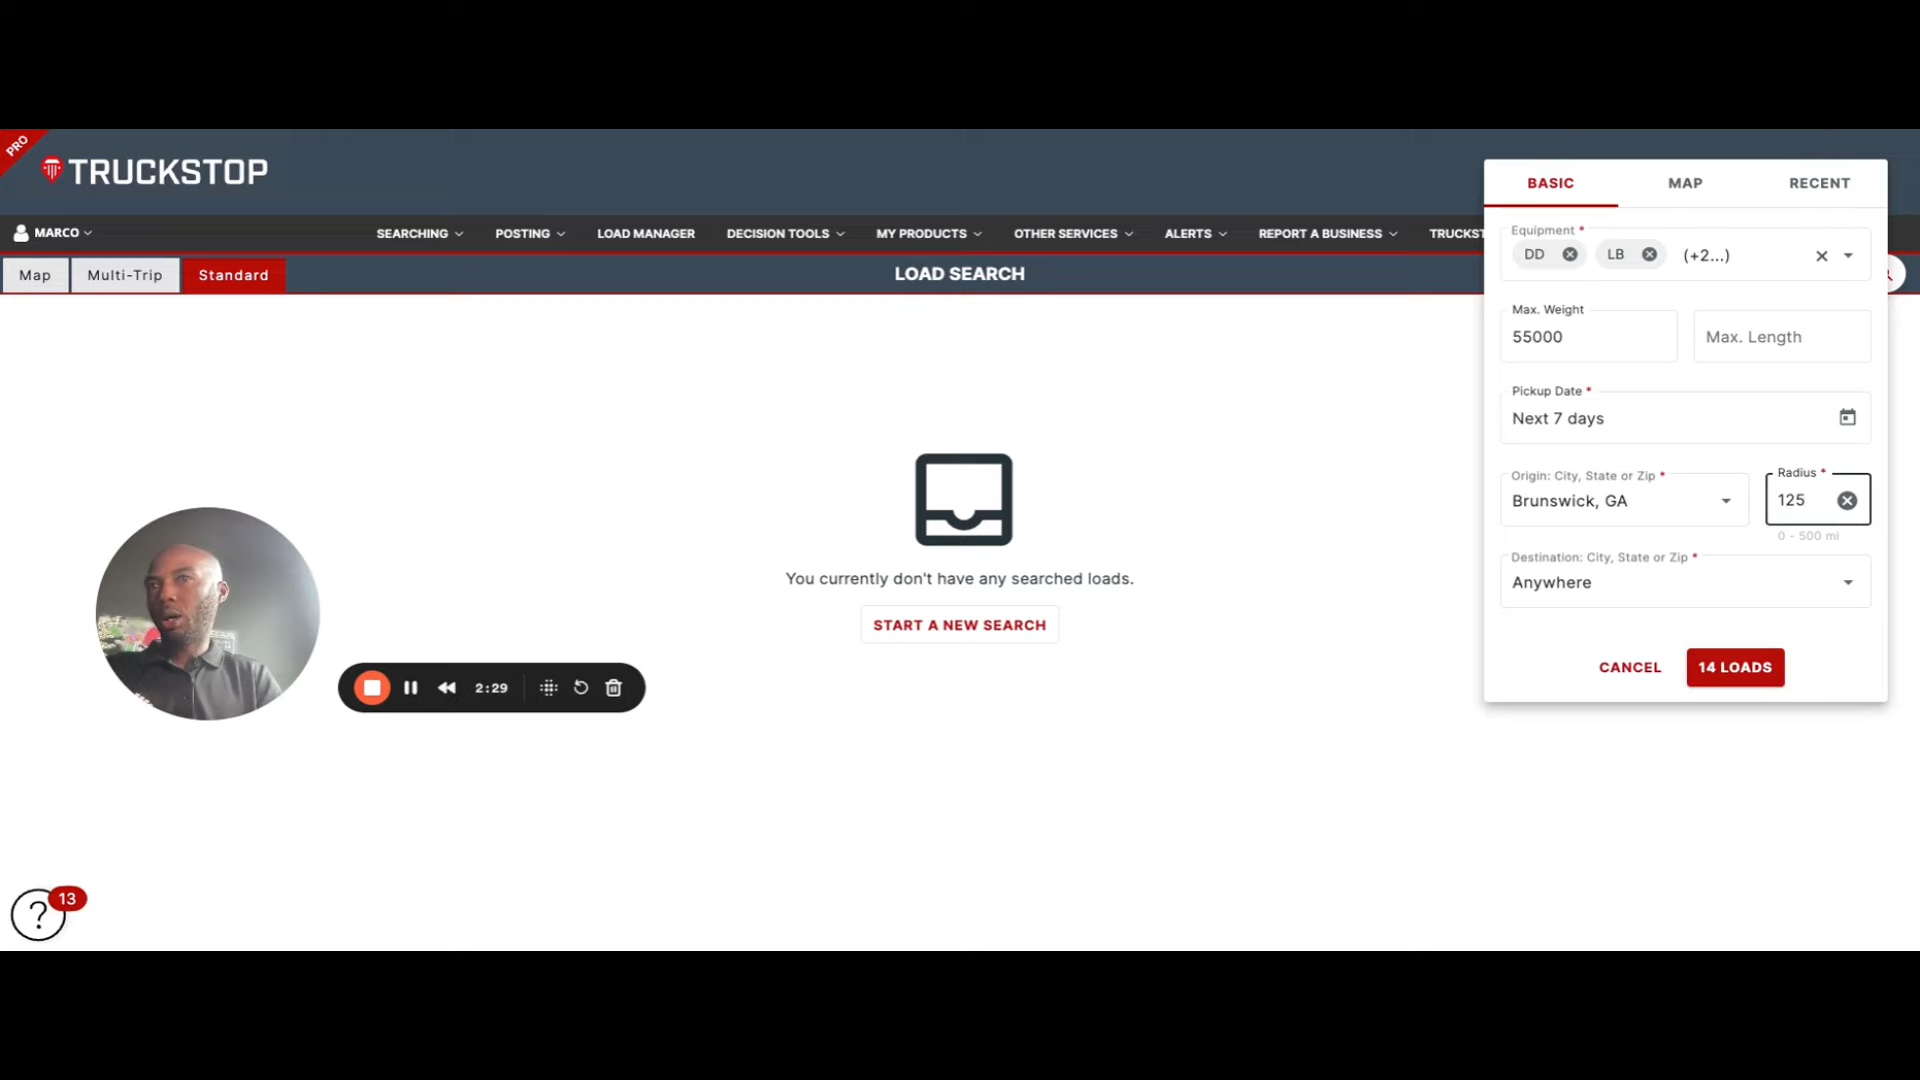 PRO
TRUCKSTOP
MARCO
SEARCHING
POSTING
LOAD MANAGER
DECISION TOOLS
MY PRODUCTS
OTHER SERVICES
ALERTS
REPORT A BUSINESS
TRUCKST
Map
Multi-Trip
Standard
LOAD SEARCH
BASIC
MAP
RECENT
Equipment *
DD
LB
(+2...)
Max. Weight
55000
Max. Length
Pickup Date *
Next 7 days
Origin: City, State or Zip *
Brunswick, GA
Radius *
125
0 - 500 mi
Destination: City, State or Zip *
Anywhere
CANCEL
14 LOADS
You currently don't have any searched loads.
START A NEW SEARCH
2:29
?
13